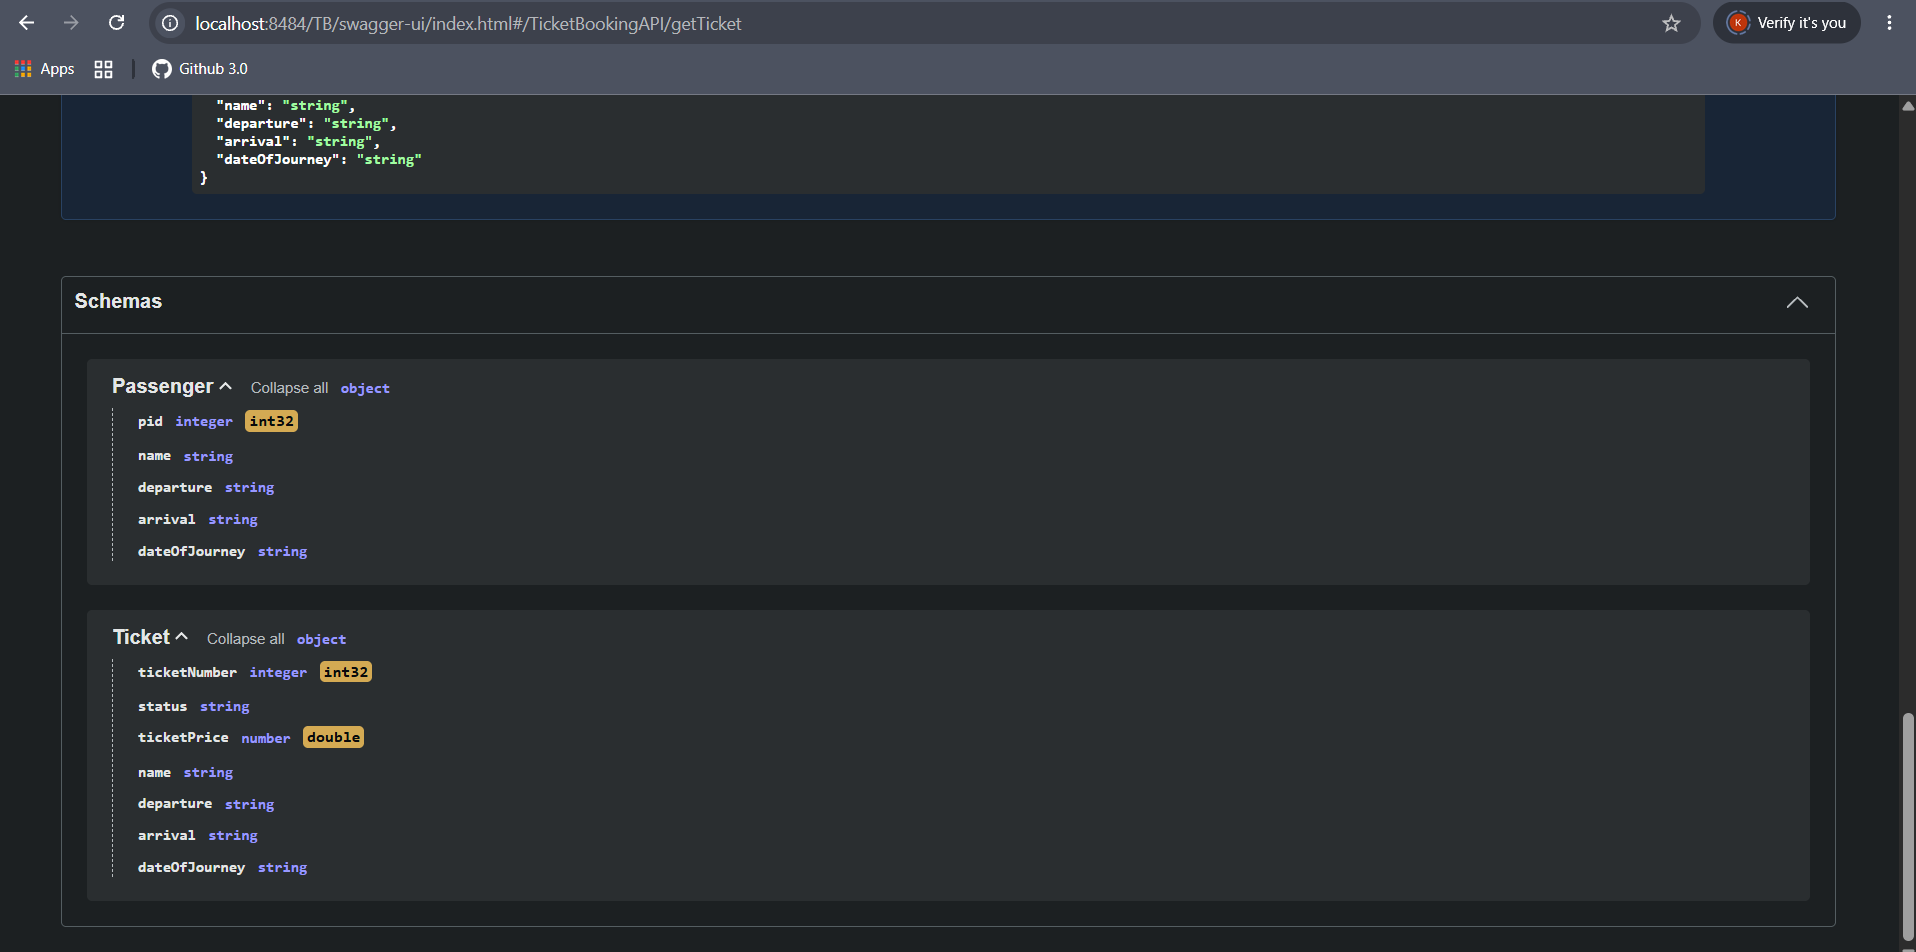 localhost:8484/TB/swagger-ui/index.html#/TicketBookingAPI/getTicket
K Verify it's you
Apps
Github 3.0
"name": "string",
"departure": "string",
"arrival": "string",
"dateOfJourney": "string"
}
Schemas
Passenger Collapse all object
pid integer int32
name string
departure string
arrival string
dateOfJourney string
Ticket Collapse all object
ticketNumber integer int32
status string
ticketPrice number double
name string
departure string
arrival string
dateOfJourney string